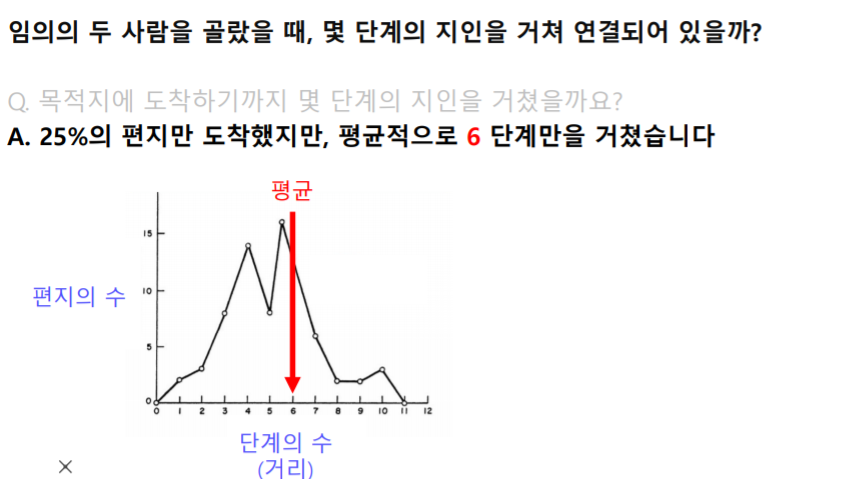 임의의 두 사람을 골랐을 때, 몇 단계의 지인을 거쳐 연결되어 있을까?
Q. 목적지에 도착하기까지 몇 단계의 지인을 거쳤을까요?
A. 25%의 편지만 도착했지만, 평균적으로 6 단계만을 거쳤습니다
평균
15
편지의 수
10
5
0
0 1 2 3 4 5 6 7 8 9 10 11 12
단계의 수
(거리)